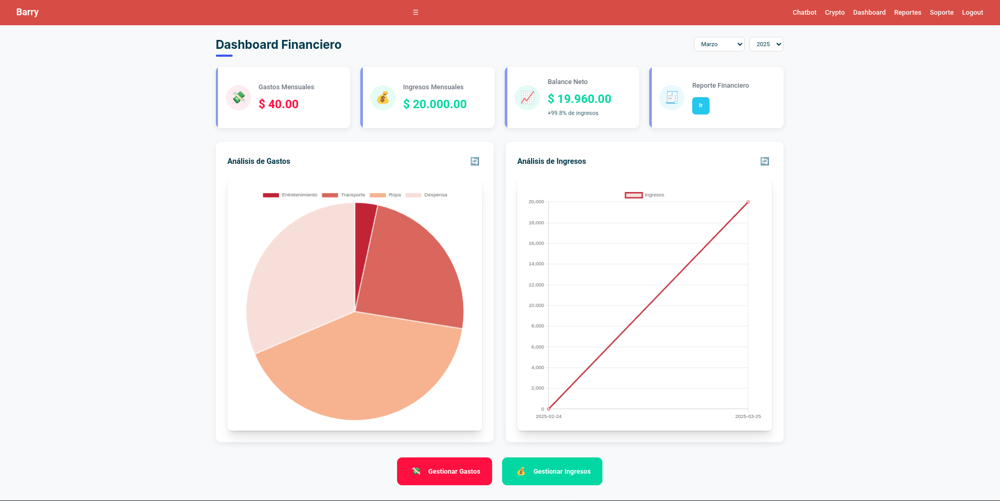 Barry
☰
Chatbot Crypto Dashboard Reportes Soporte Logout
Dashboard Financiero
Marzo
2025
Gastos Mensuales
$ 40.00
Ingresos Mensuales
$ 20.000.00
Balance Neto
$ 19.960.00
+99.8% de ingresos
Reporte Financiero
Ir
Análisis de Gastos
Entretenimiento Transporte Ropa Despensa
Análisis de Ingresos
Ingresos
20,000
18,000
16,000
14,000
12,000
10,000
8,000
6,000
4,000
2,000
0
2025-02-24 2025-03-25
Gestionar Gastos
Gestionar Ingresos